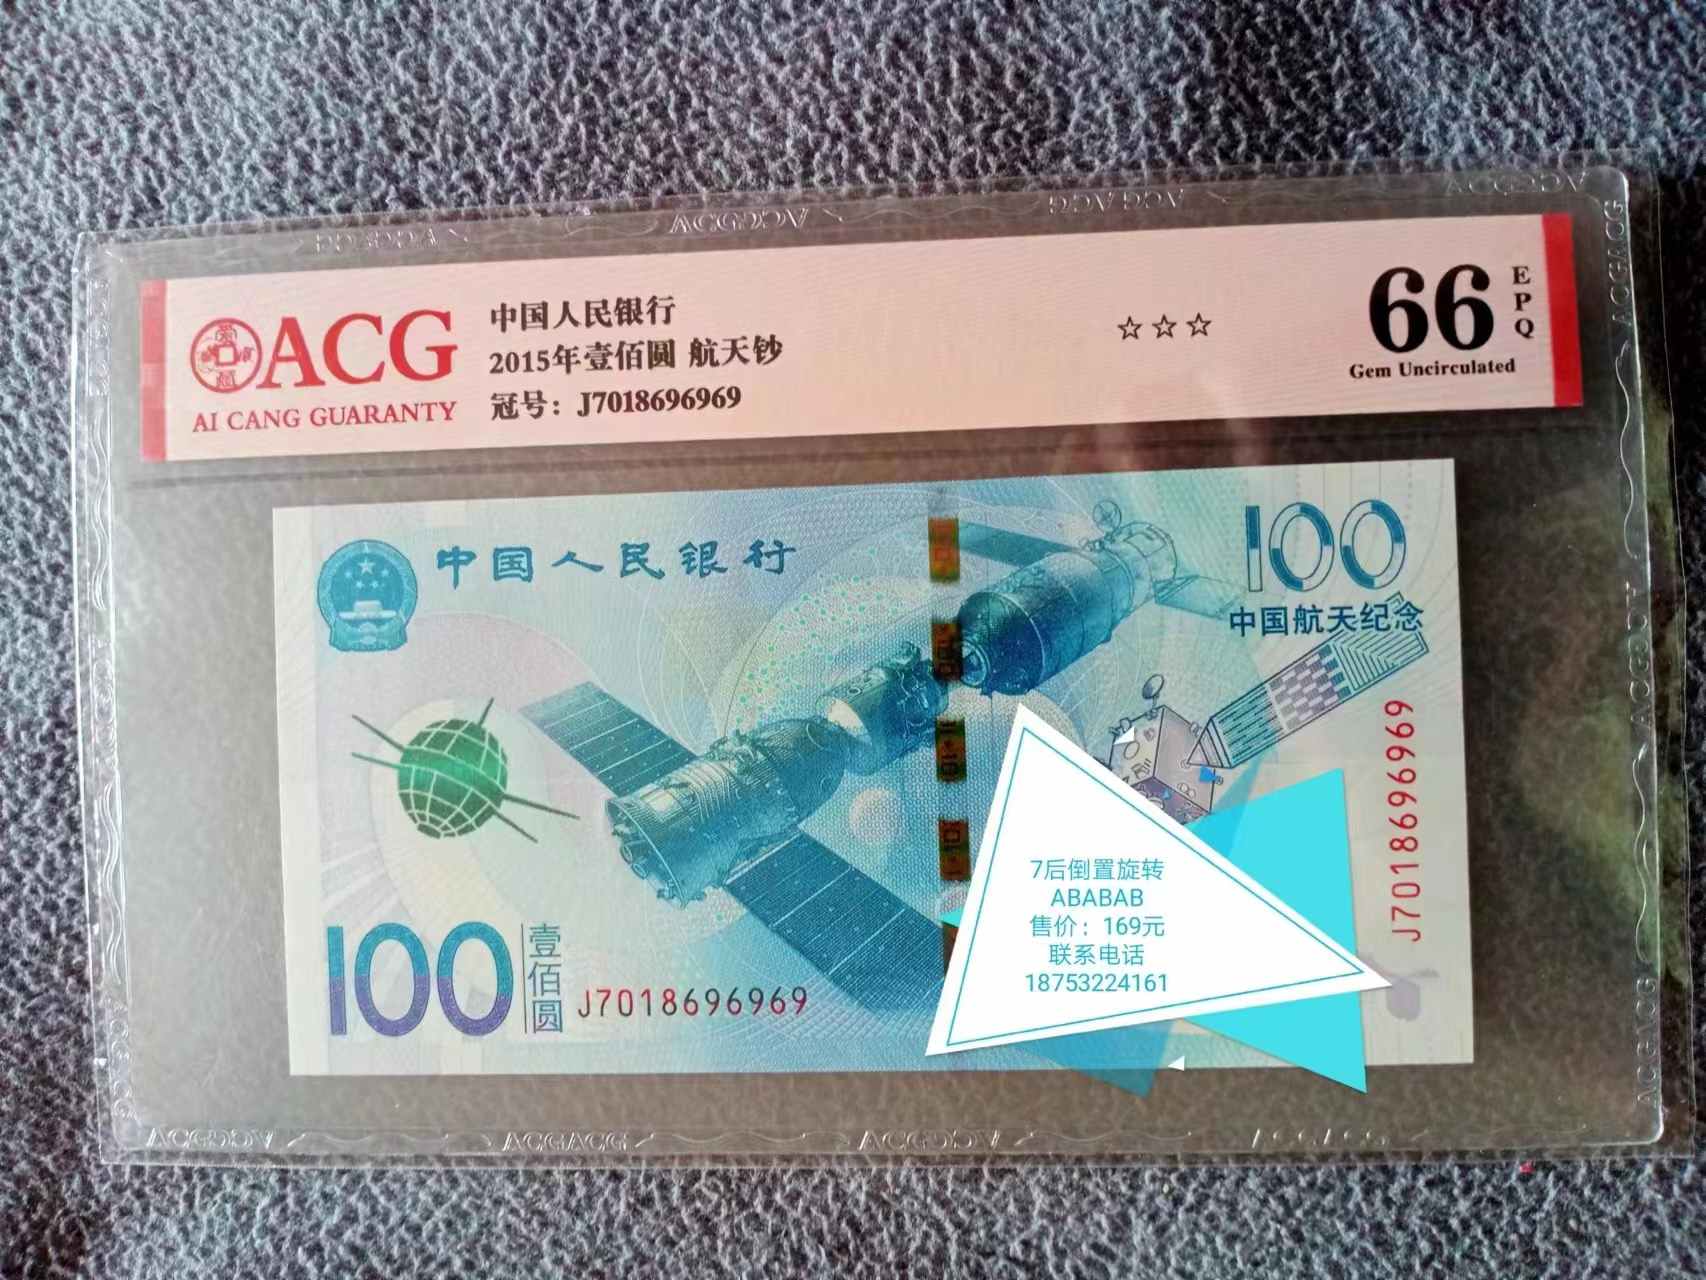 ACG
AI CANG GUARANTY
中国人民银行
2015年壹佰圆 航天钞
冠号：J7018696969
☆☆☆
66
EPQ
Gem Uncirculated
中国人民银行
100
中国航天纪念
J7018696969
100
壹佰圆
J7018696969
7后倒置旋转
ABABAB
售价：169元
联系电话
18753224161